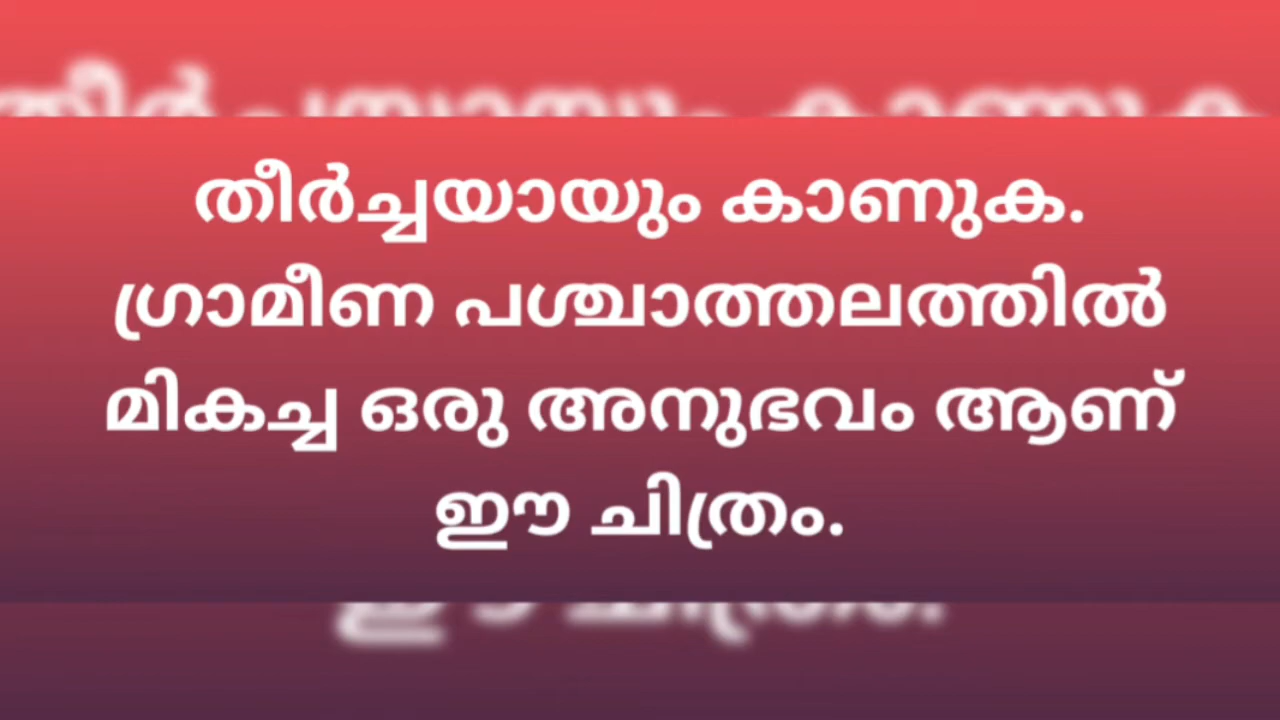 തീർച്ചയായും കാണുക.
ഗ്രാമീണ പശ്ചാത്തലത്തിൽ
മികച്ച ഒരു അനുഭവം ആണ്
ഈ ചിത്രം.